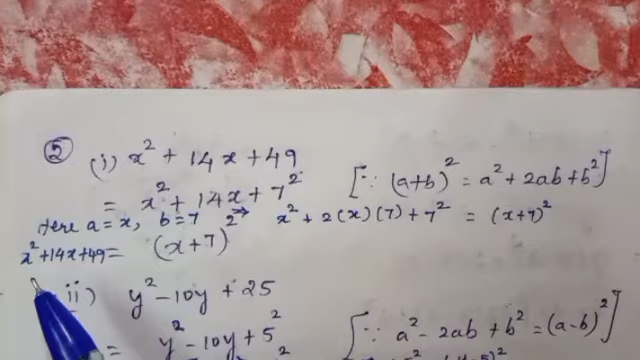 ⑤
(i) x² + 14x + 49
= x² + 14x + 7² [∵ (a+b)² = a² + 2ab + b²]
Here a = x, b = 7 ⇒ x² + 2(x)(7) + 7² = (x+7)²
x² + 14x + 49 = (x+7)²
ii) y² - 10y + 25
= y² - 10y + 5² [∵ a² - 2ab + b² = (a-b)²]